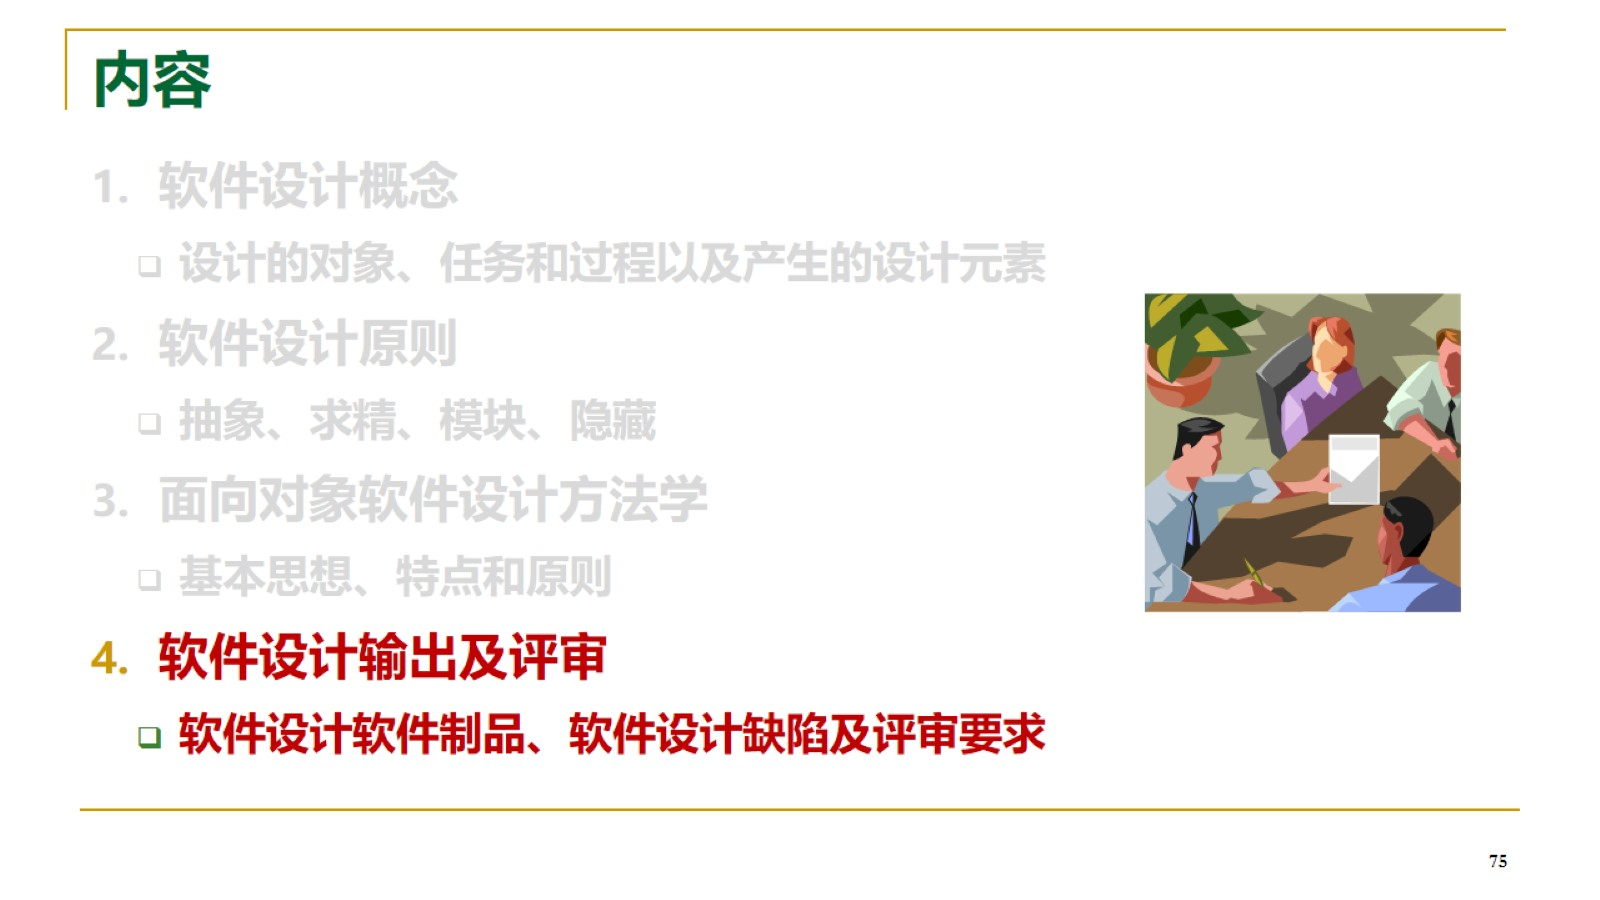 内容
1. 软件设计概念
设计的对象、任务和过程以及产生的设计元素
2. 软件设计原则
抽象、求精、模块、隐藏
3. 面向对象软件设计方法学
基本思想、特点和原则
4. 软件设计输出及评审
软件设计软件制品、软件设计缺陷及评审要求
75